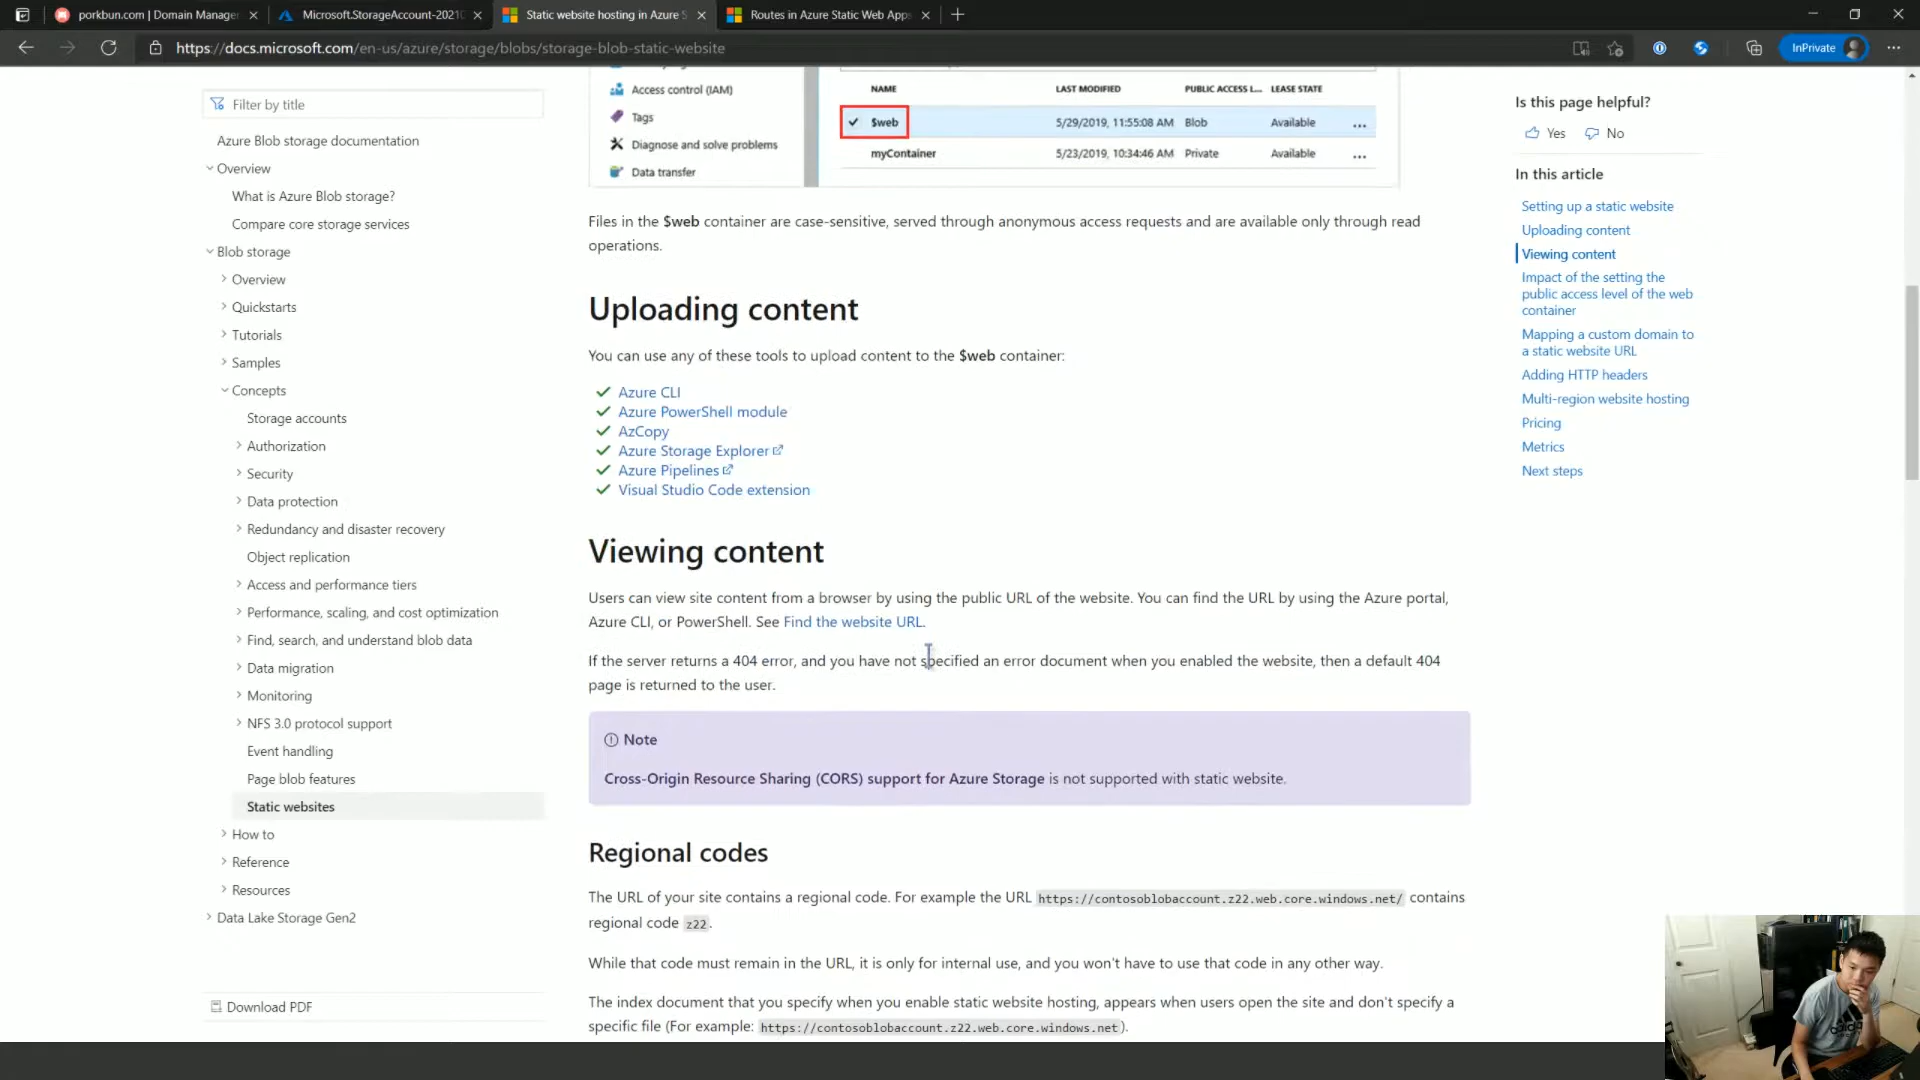 porkbun.com | Domain Manager
Microsoft.StorageAccount-2021
Static website hosting in Azure S
Routes in Azure Static Web Apps
https://docs.microsoft.com/en-us/azure/storage/blobs/storage-blob-static-website
InPrivate
Filter by title
Azure Blob storage documentation
Overview
What is Azure Blob storage?
Compare core storage services
Blob storage
Overview
Quickstarts
Tutorials
Samples
Concepts
Storage accounts
Authorization
Security
Data protection
Redundancy and disaster recovery
Object replication
Access and performance tiers
Performance, scaling, and cost optimization
Find, search, and understand blob data
Data migration
Monitoring
NFS 3.0 protocol support
Event handling
Page blob features
Static websites
How to
Reference
Resources
Data Lake Storage Gen2
Download PDF
Access control (IAM)
Tags
Diagnose and solve problems
Data transfer
NAME LAST MODIFIED PUBLIC ACCESS L... LEASE STATE
$web 5/29/2019, 11:55:08 AM Blob Available ...
myContainer 5/23/2019, 10:34:46 AM Private Available ...
Files in the $web container are case-sensitive, served through anonymous access requests and are available only through read
operations.
Uploading content
You can use any of these tools to upload content to the $web container:
Azure CLI
Azure PowerShell module
AzCopy
Azure Storage Explorer
Azure Pipelines
Visual Studio Code extension
Viewing content
Users can view site content from a browser by using the public URL of the website. You can find the URL by using the Azure portal,
Azure CLI, or PowerShell. See Find the website URL.
If the server returns a 404 error, and you have not specified an error document when you enabled the website, then a default 404
page is returned to the user.
Note
Cross-Origin Resource Sharing (CORS) support for Azure Storage is not supported with static website.
Regional codes
The URL of your site contains a regional code. For example the URL https://contosoblobaccount.z22.web.core.windows.net/ contains
regional code z22.
While that code must remain in the URL, it is only for internal use, and you won't have to use that code in any other way.
The index document that you specify when you enable static website hosting, appears when users open the site and don't specify a
specific file (For example: https://contosoblobaccount.z22.web.core.windows.net).
Is this page helpful?
Yes No
In this article
Setting up a static website
Uploading content
Viewing content
Impact of the setting the
public access level of the web
container
Mapping a custom domain to
a static website URL
Adding HTTP headers
Multi-region website hosting
Pricing
Metrics
Next steps
adidas